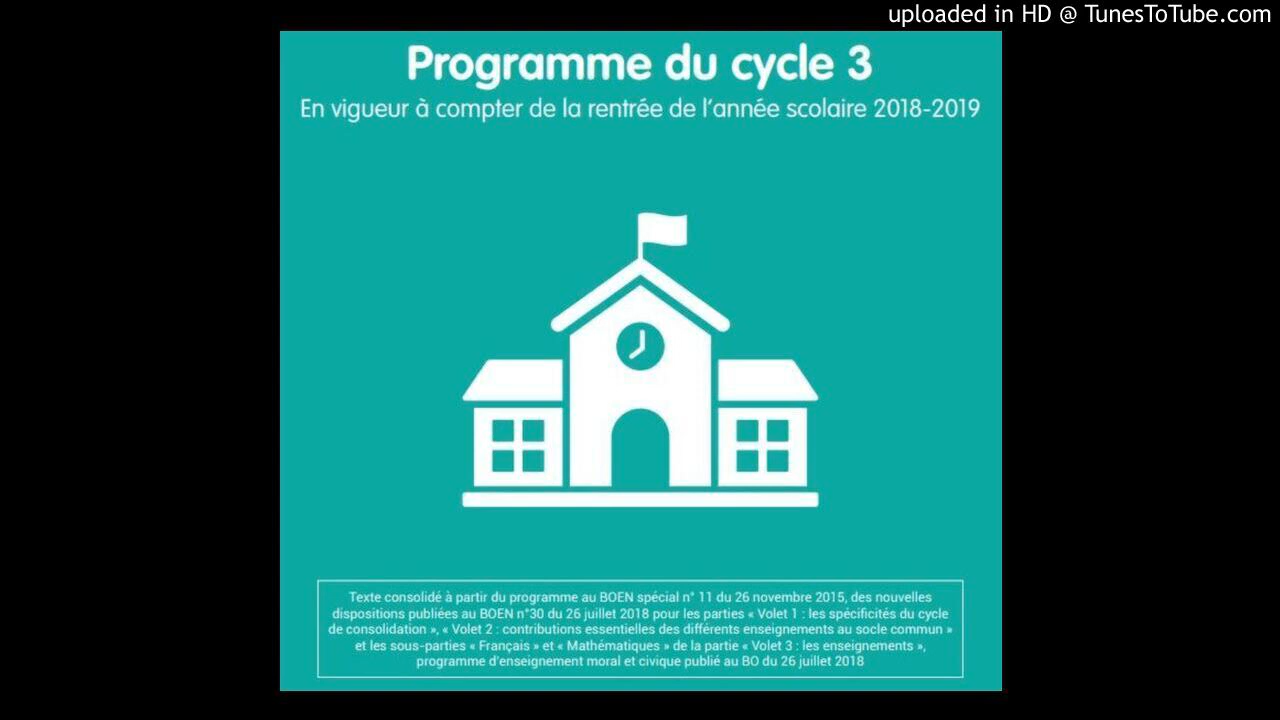 uploaded in HD @ TunesToTube.com
Programme du cycle 3
En vigueur à compter de la rentrée de l'année scolaire 2018-2019
Texte consolidé à partir du programme au BOEN spécial n° 11 du 26 novembre 2015, des nouvelles
dispositions publiées au BOEN n°30 du 26 juillet 2018 pour les parties « Volet 1 : les spécificités du cycle
de consolidation », « Volet 2 : contributions essentielles des différents enseignements au socle commun »
et les sous-parties « Français » et « Mathématiques » de la partie « Volet 3 : les enseignements »,
programme d'enseignement moral et civique publié au BO du 26 juillet 2018